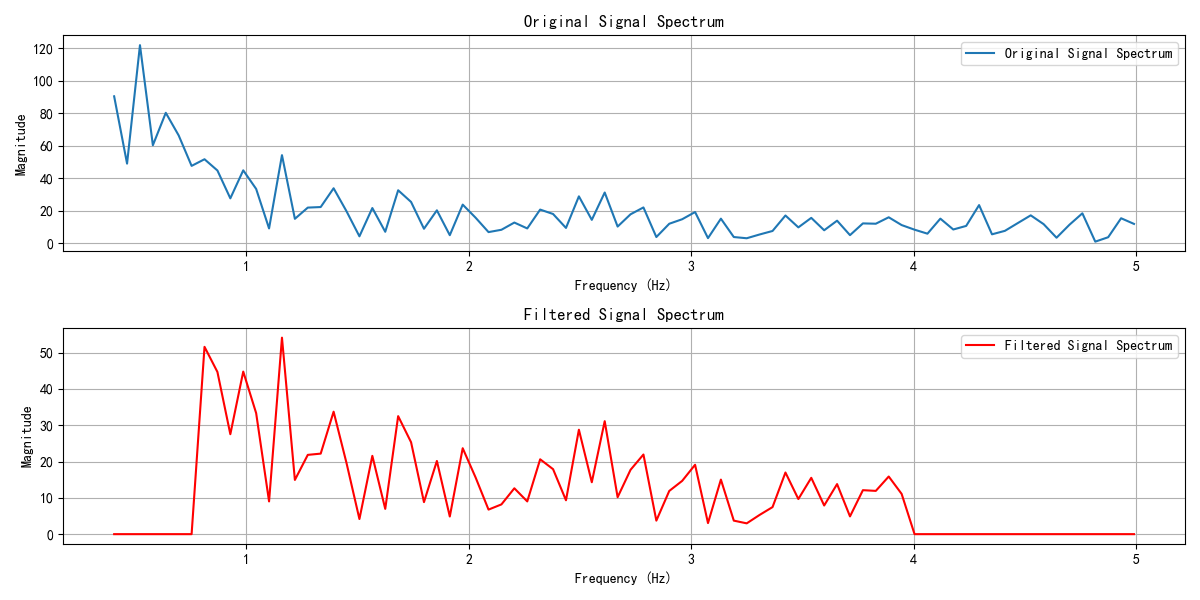 Original Signal Spectrum
Original Signal Spectrum
Magnitude
120
100
80
60
40
20
0
1 2 3 4 5
Frequency (Hz)
Filtered Signal Spectrum
Filtered Signal Spectrum
Magnitude
50
40
30
20
10
0
1 2 3 4 5
Frequency (Hz)